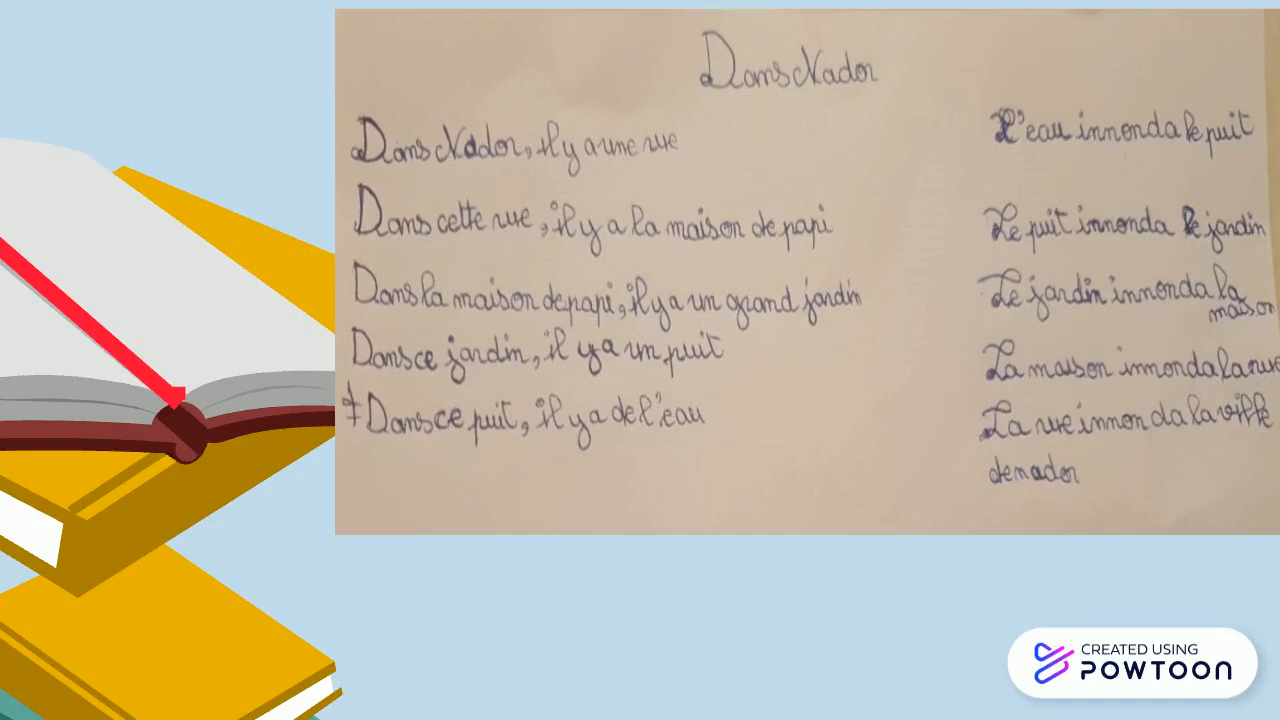 Dans Nador
Dans Nador, il y a une rue
Dans cette rue, il y a la maison de papi
Dans la maison de papi, il y a un grand jardin
Dans ce jardin, il y a un puit
Dans ce puit, il y a de l'eau
L'eau innonda le puit
Le puit innonda le jardin
Le jardin innonda la
maison
La maison innonda la rue
La rue innonda la ville
de nador
CREATED USING
POWTOON